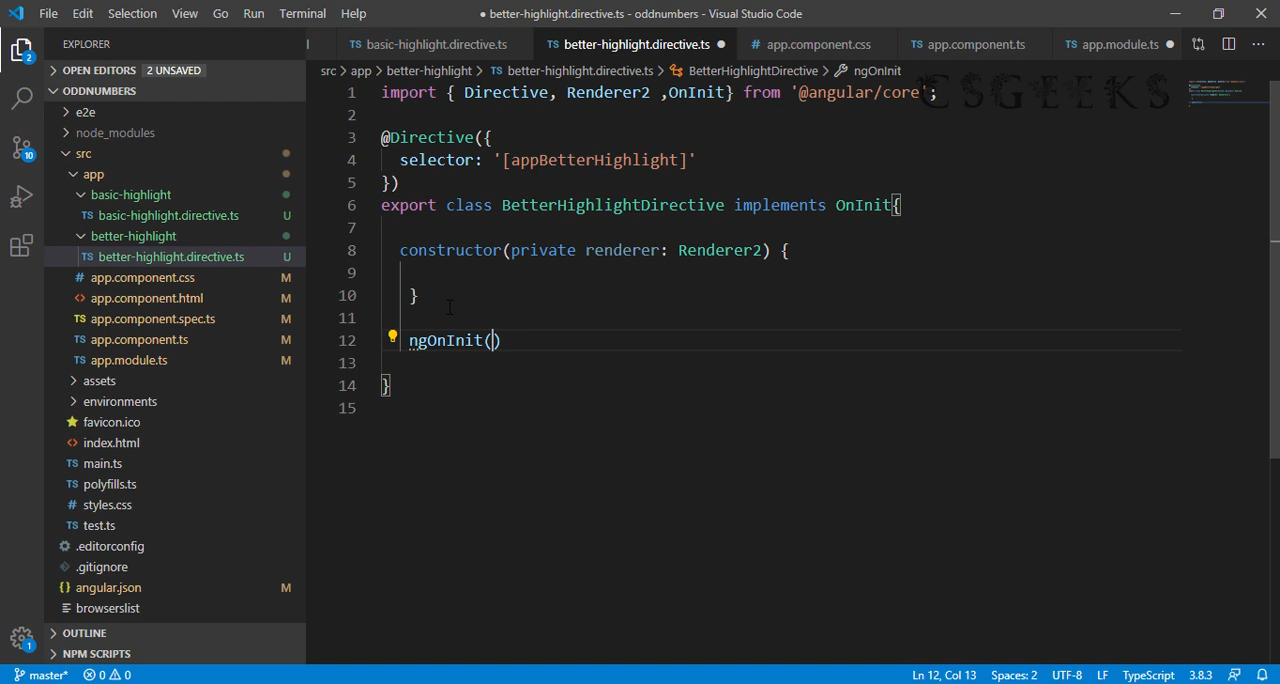 File Edit Selection View Go Run Terminal Help
● better-highlight.directive.ts - oddnumbers - Visual Studio Code
EXPLORER
TS basic-highlight.directive.ts
TS better-highlight.directive.ts ●
# app.component.css
TS app.component.ts
TS app.module.ts ●
2
OPEN EDITORS 2 UNSAVED
src > app > better-highlight > TS better-highlight.directive.ts > BetterHighlightDirective > ngOnInit
ODDNUMBERS
e2e
node_modules
src
app
basic-highlight
TS basic-highlight.directive.ts U
better-highlight
TS better-highlight.directive.ts U
# app.component.css M
<> app.component.html M
TS app.component.spec.ts M
TS app.component.ts M
TS app.module.ts M
assets
environments
favicon.ico
<> index.html
TS main.ts
TS polyfills.ts
# styles.css
TS test.ts
.editorconfig
.gitignore
{} angular.json M
browserslist
OUTLINE
NPM SCRIPTS
10
1
CSGEEKS
1 import { Directive, Renderer2 ,OnInit} from '@angular/core';
2
3 @Directive({
4 selector: '[appBetterHighlight]'
5 })
6 export class BetterHighlightDirective implements OnInit{
7
8 constructor(private renderer: Renderer2) {
9
10 }
11
12 ngOnInit()
13
14 }
15
master* 0 0
Ln 12, Col 13 Spaces: 2 UTF-8 LF TypeScript 3.8.3